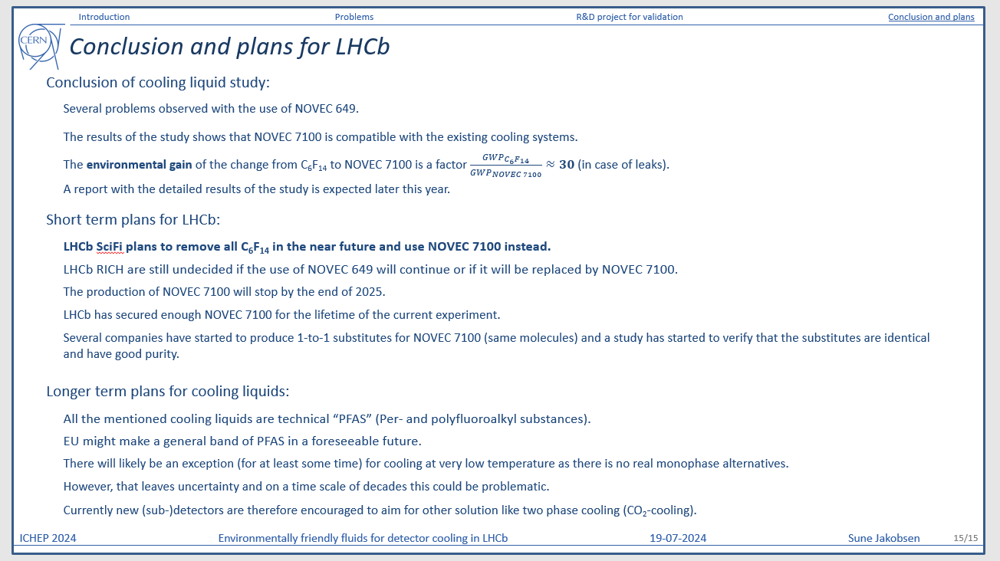 Introduction Problems R&D project for validation Conclusion and plans
CERN
Conclusion and plans for LHCb
Conclusion of cooling liquid study:
Several problems observed with the use of NOVEC 649.
The results of the study shows that NOVEC 7100 is compatible with the existing cooling systems.
The environmental gain of the change from C₆F₁₄ to NOVEC 7100 is a factor GWP_C₆F₁₄ / GWP_NOVEC 7100 ≈ 30 (in case of leaks).
A report with the detailed results of the study is expected later this year.
Short term plans for LHCb:
LHCb SciFi plans to remove all C₆F₁₄ in the near future and use NOVEC 7100 instead.
LHCb RICH are still undecided if the use of NOVEC 649 will continue or if it will be replaced by NOVEC 7100.
The production of NOVEC 7100 will stop by the end of 2025.
LHCb has secured enough NOVEC 7100 for the lifetime of the current experiment.
Several companies have started to produce 1-to-1 substitutes for NOVEC 7100 (same molecules) and a study has started to verify that the substitutes are identical
and have good purity.
Longer term plans for cooling liquids:
All the mentioned cooling liquids are technical “PFAS” (Per- and polyfluoroalkyl substances).
EU might make a general band of PFAS in a foreseeable future.
There will likely be an exception (for at least some time) for cooling at very low temperature as there is no real monophase alternatives.
However, that leaves uncertainty and on a time scale of decades this could be problematic.
Currently new (sub-)detectors are therefore encouraged to aim for other solution like two phase cooling (CO₂-cooling).
ICHEP 2024 Environmentally friendly fluids for detector cooling in LHCb 19-07-2024 Sune Jakobsen 15/15